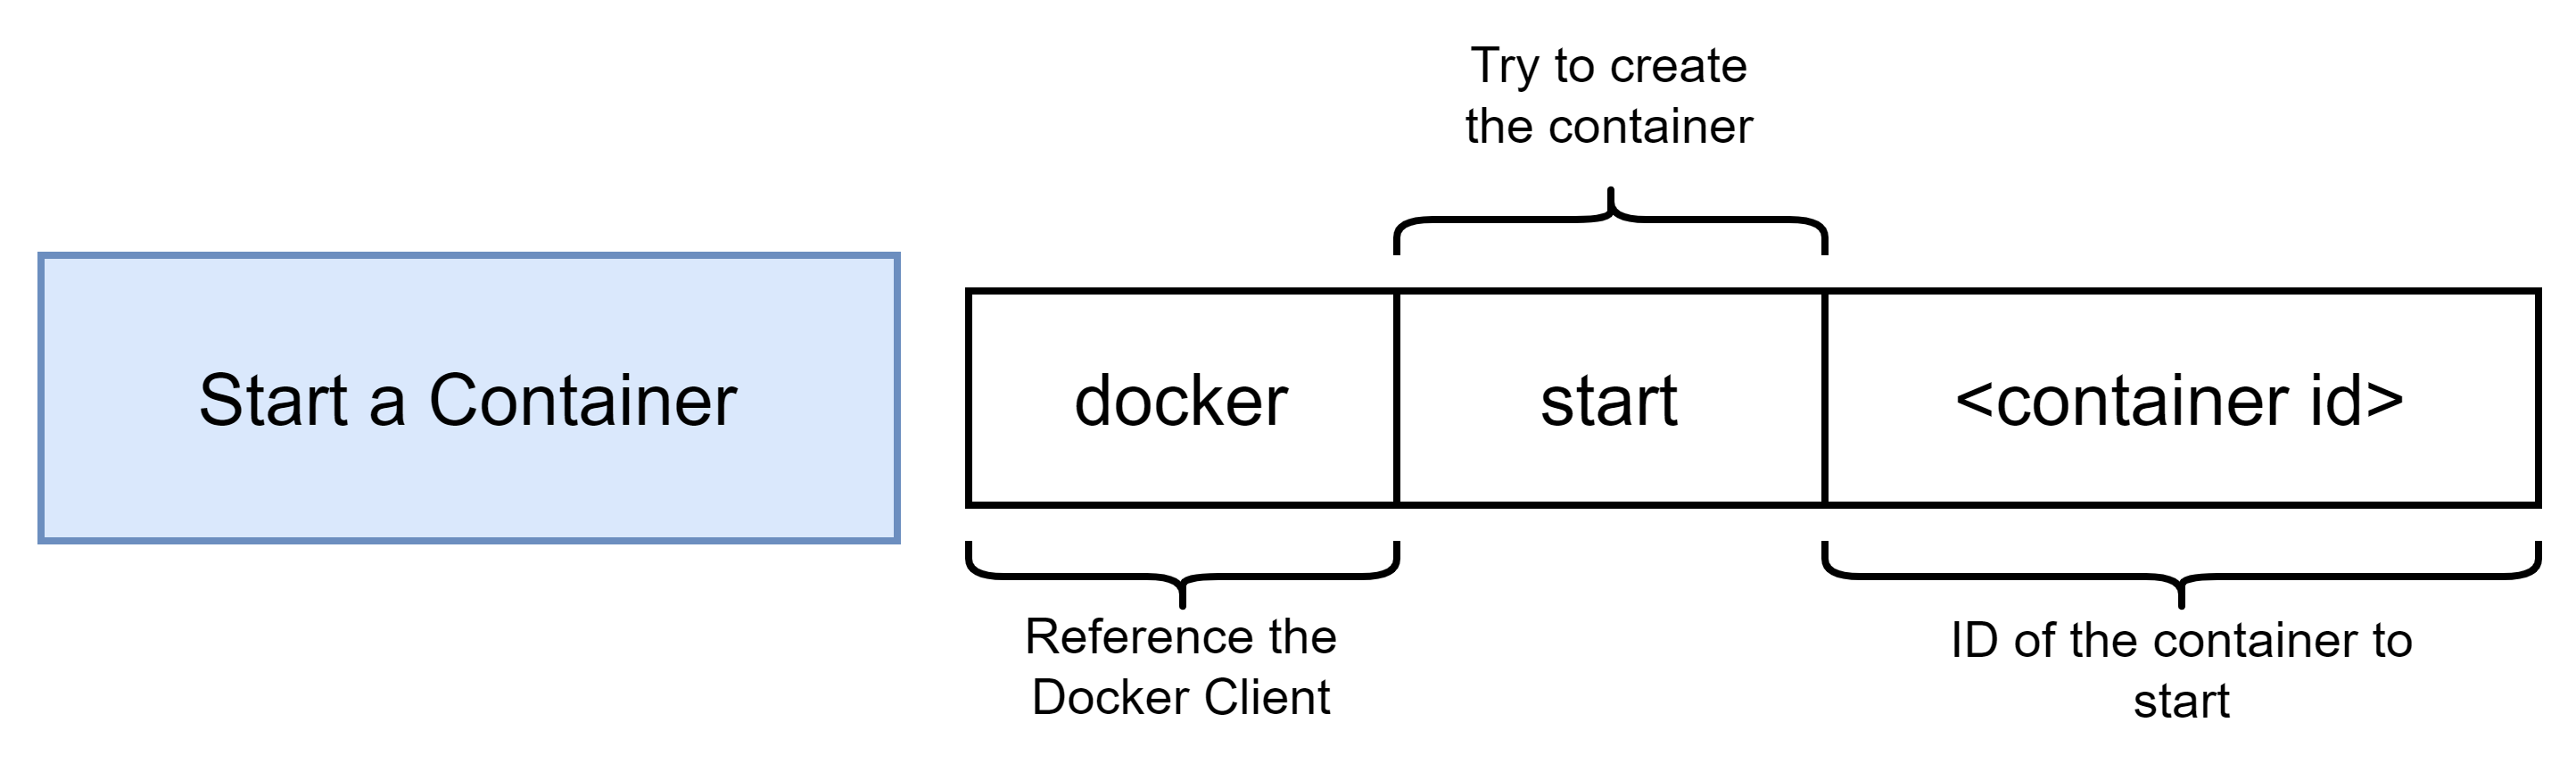 Try to create
the container
Start a Container
docker
start
<container id>
Reference the
Docker Client
ID of the container to
start